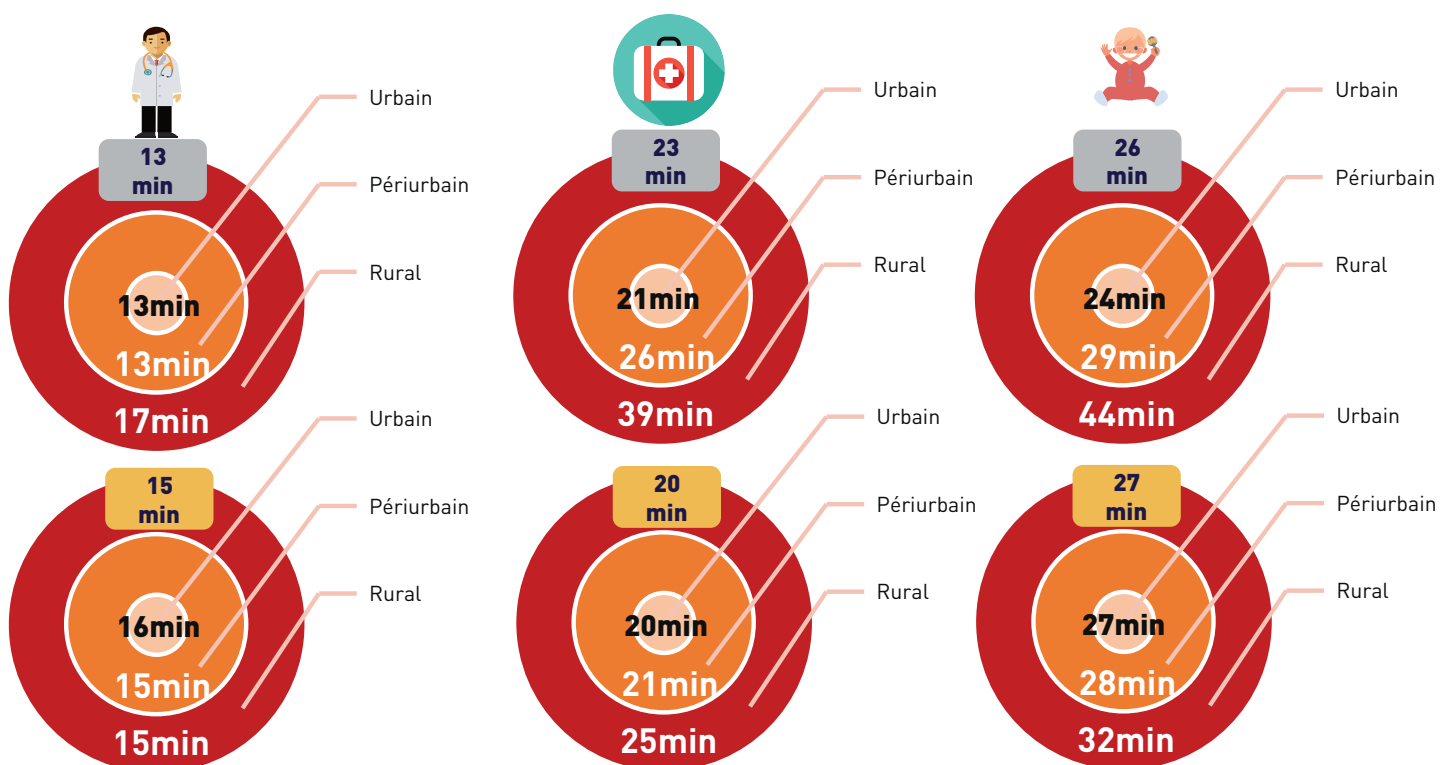 Urbain
Périurbain
Rural
13
min
13min
13min
17min
Urbain
Périurbain
Rural
23
min
21min
26min
39min
Urbain
Périurbain
Rural
26
min
24min
29min
44min
Urbain
Périurbain
Rural
15
min
16min
15min
15min
Urbain
Périurbain
Rural
20
min
20min
21min
25min
Urbain
Périurbain
Rural
27
min
27min
28min
32min